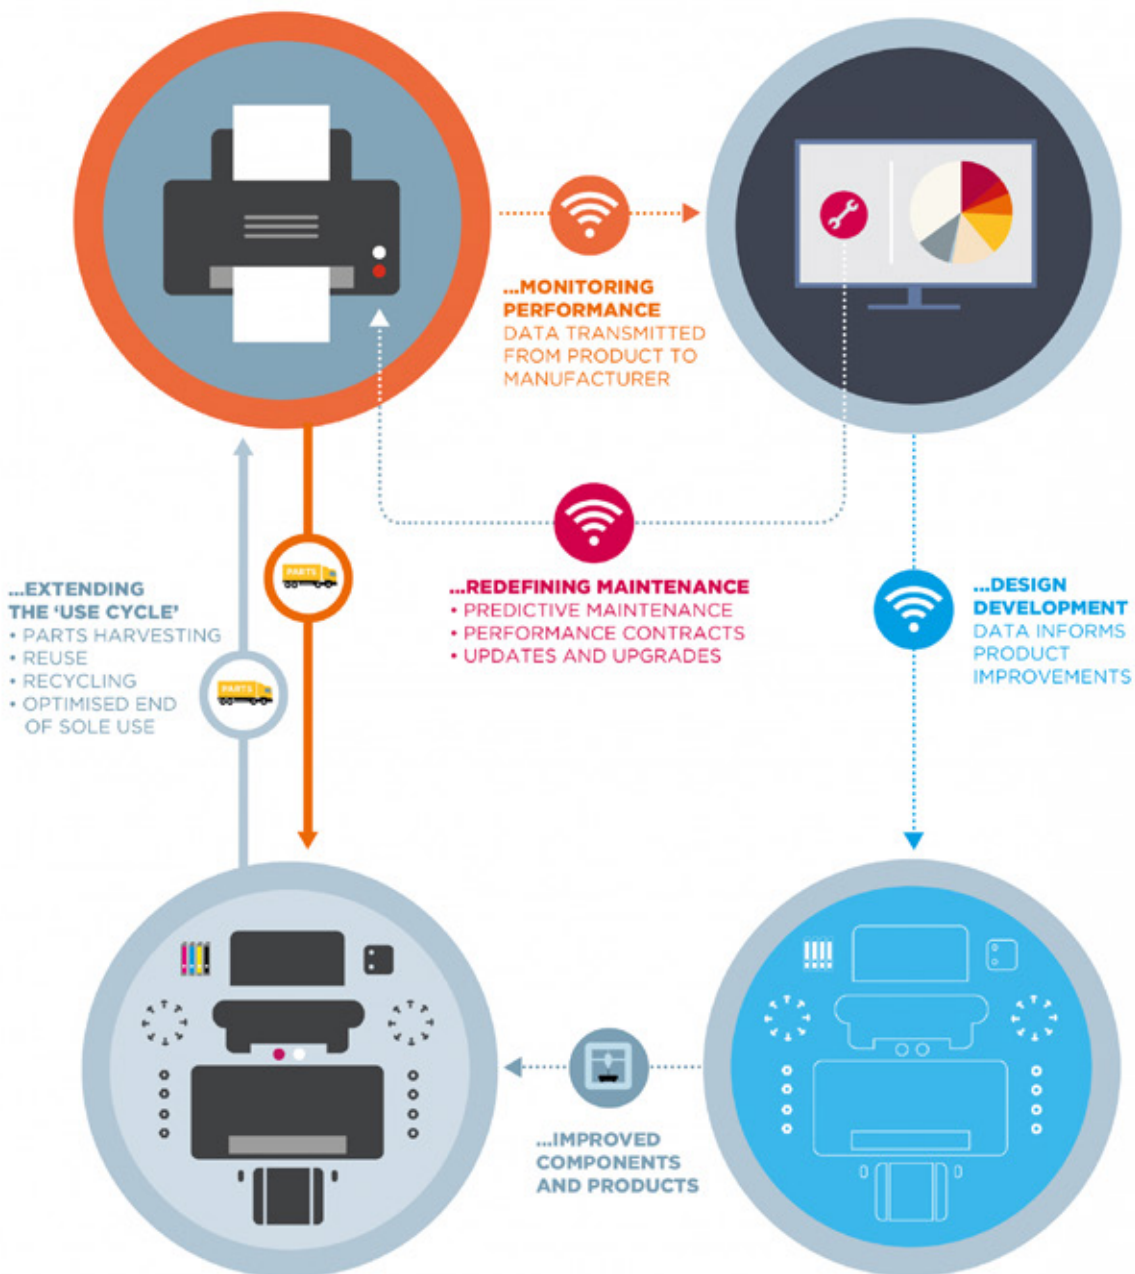 ...MONITORING
PERFORMANCE
DATA TRANSMITTED
FROM PRODUCT TO
MANUFACTURER
PARTS
...EXTENDING
THE ‘USE CYCLE’
• PARTS HARVESTING
• REUSE
• RECYCLING
• OPTIMISED END
OF SOLE USE
PARTS
...REDEFINING MAINTENANCE
• PREDICTIVE MAINTENANCE
• PERFORMANCE CONTRACTS
• UPDATES AND UPGRADES
...DESIGN
DEVELOPMENT
DATA INFORMS
PRODUCT
IMPROVEMENTS
...IMPROVED
COMPONENTS
AND PRODUCTS